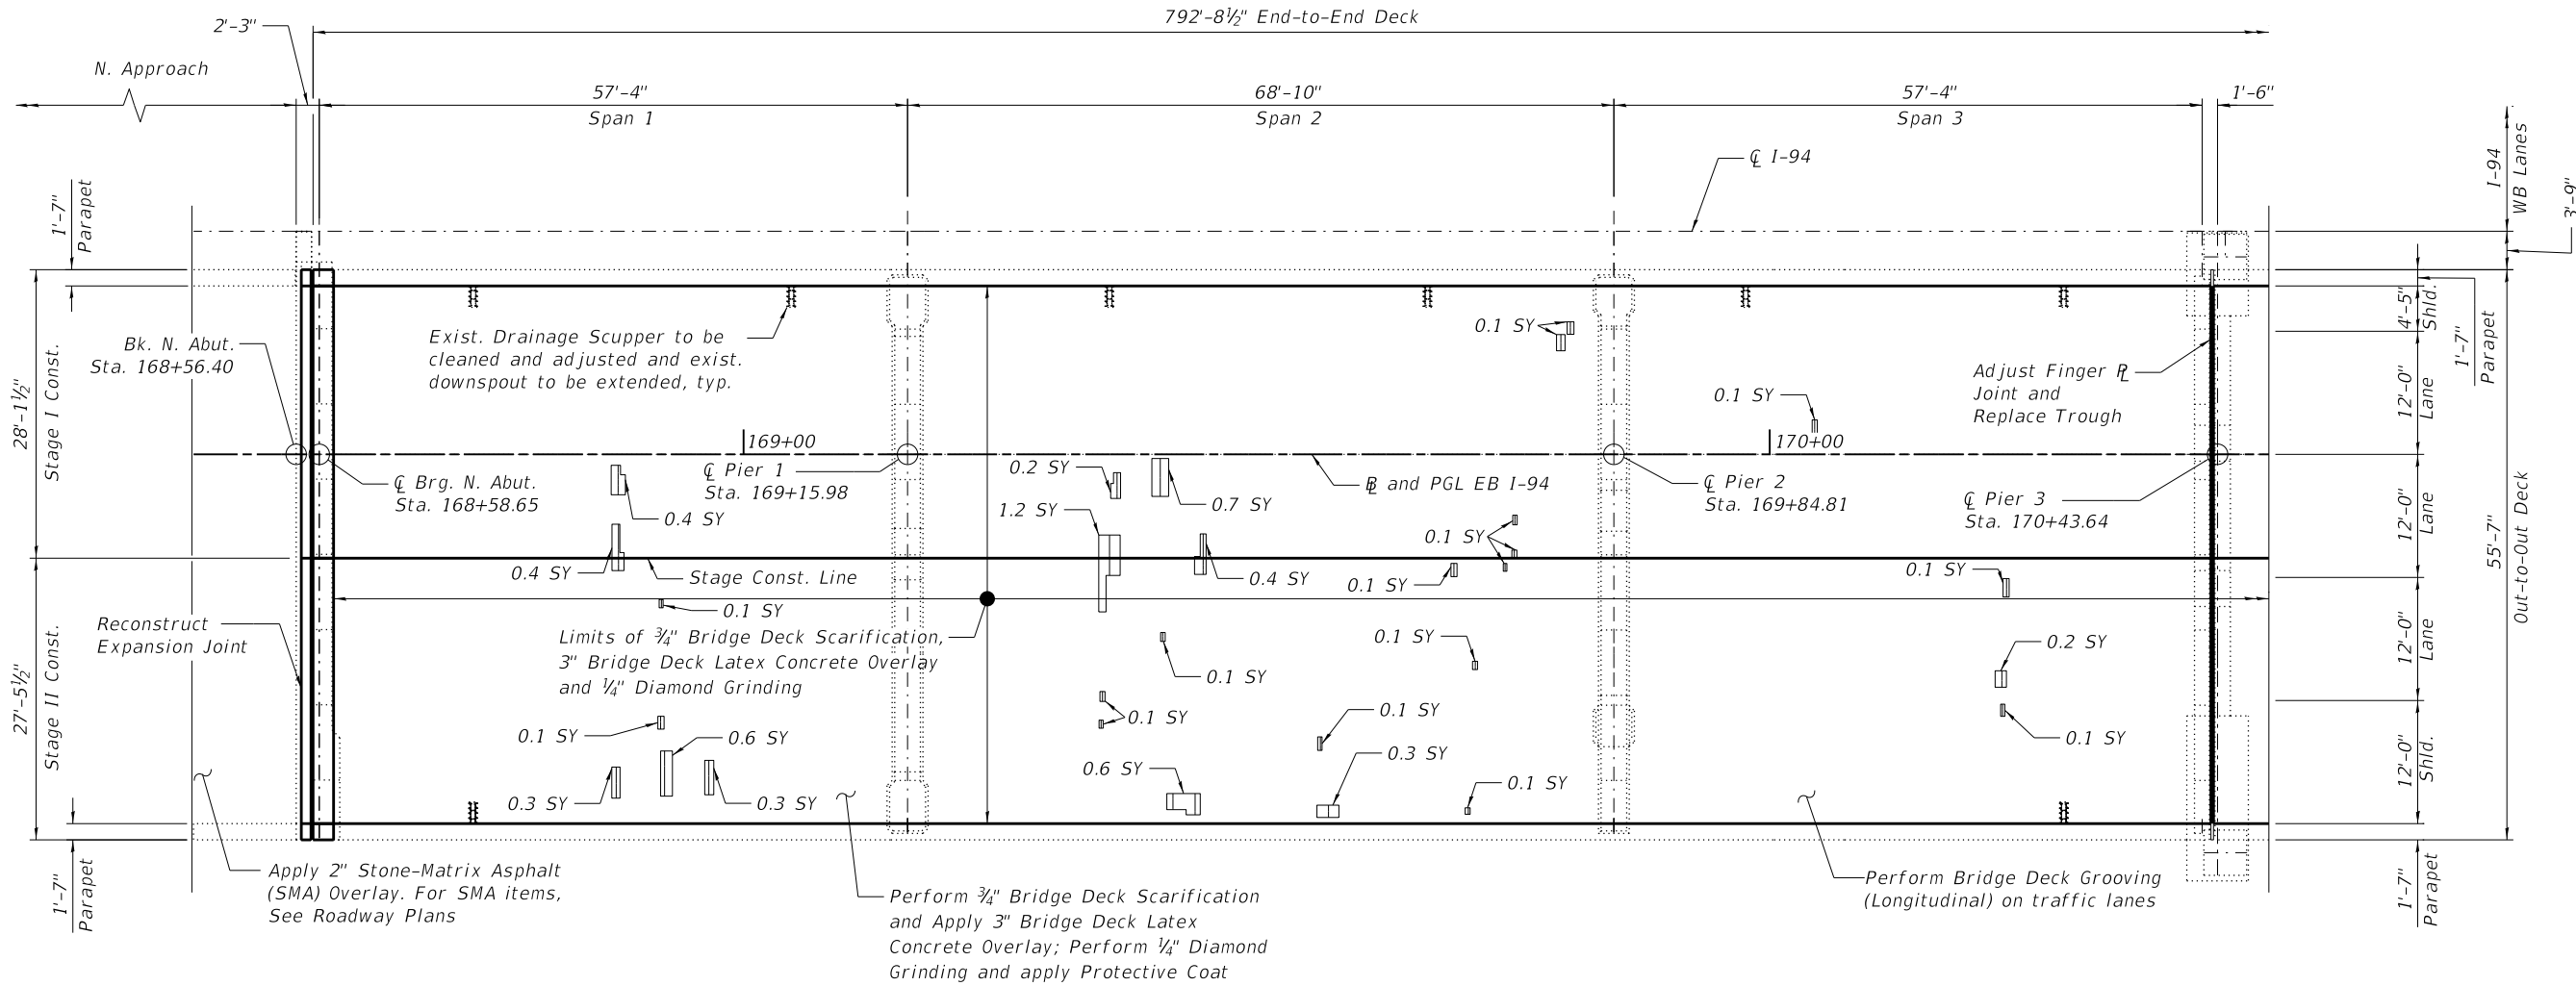 792'-8½" End-to-End Deck
2'-3"
N. Approach
57'-4"
Span 1
68'-10"
Span 2
57'-4"
Span 3
1'-6"
℄ I-94
I-94
WB Lanes
3'-9"
1'-7"
Parapet
28'-1½"
Stage I Const.
27'-5½"
Stage II Const.
1'-7"
Parapet
Bk. N. Abut.
Sta. 168+56.40
Exist. Drainage Scupper to be
cleaned and adjusted and exist.
downspout to be extended, typ.
0.1 SY
0.1 SY
Adjust Finger ℙL
Joint and
Replace Trough
4'-5"
Shld.
1'-7"
Parapet
12'-0"
Lane
12'-0"
Lane
12'-0"
Lane
12'-0"
Shld.
55'-7"
Out-to-Out Deck
1'-7"
Parapet
169+00
170+00
℄ Brg. N. Abut.
Sta. 168+58.65
℄ Pier 1
Sta. 169+15.98
0.4 SY
0.2 SY
0.7 SY
BL and PGL EB I-94
℄ Pier 2
Sta. 169+84.81
℄ Pier 3
Sta. 170+43.64
1.2 SY
0.1 SY
0.4 SY
Stage Const. Line
0.4 SY
0.1 SY
0.1 SY
0.1 SY
Reconstruct
Expansion Joint
Limits of ¾" Bridge Deck Scarification,
3" Bridge Deck Latex Concrete Overlay
and ¼" Diamond Grinding
0.1 SY
0.1 SY
0.2 SY
0.1 SY
0.1 SY
0.1 SY
0.6 SY
0.1 SY
0.1 SY
0.3 SY
0.3 SY
0.6 SY
0.3 SY
0.1 SY
Apply 2" Stone-Matrix Asphalt
(SMA) Overlay. For SMA items,
See Roadway Plans
Perform ¾" Bridge Deck Scarification
and Apply 3" Bridge Deck Latex
Concrete Overlay; Perform ¼" Diamond
Grinding and apply Protective Coat
Perform Bridge Deck Grooving
(Longitudinal) on traffic lanes